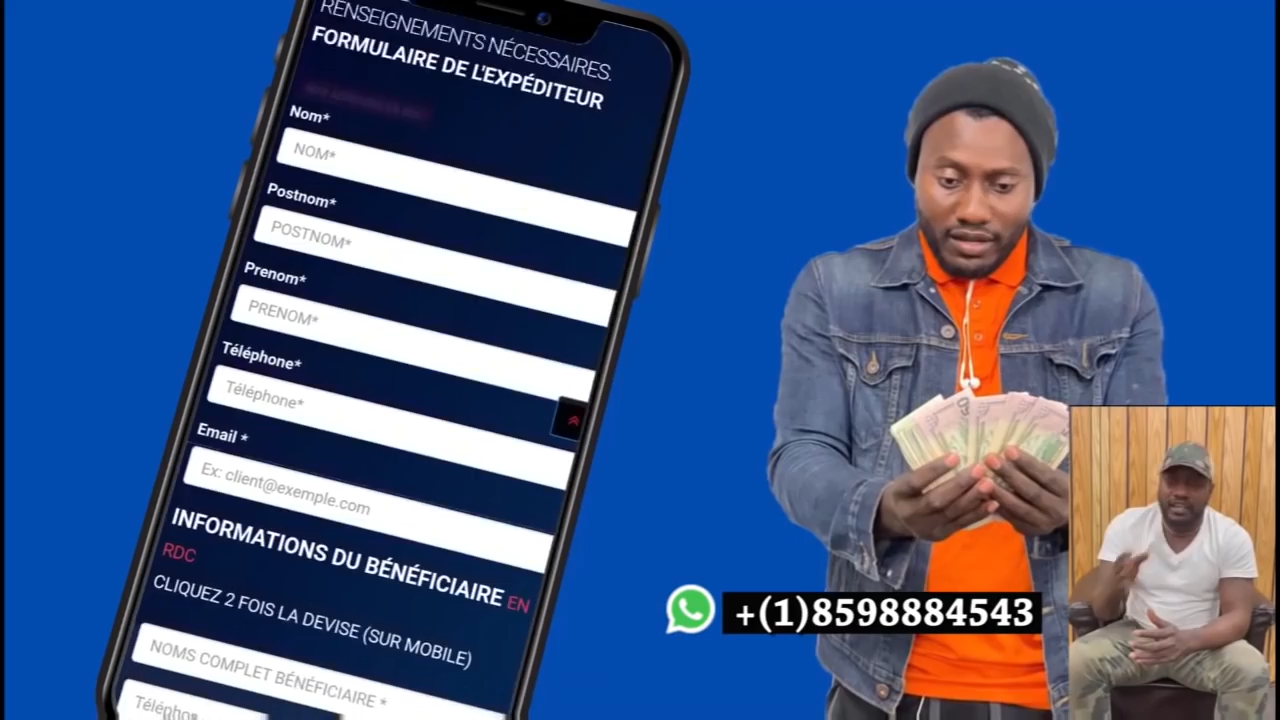 RENSEIGNEMENTS NÉCESSAIRES.
FORMULAIRE DE L'EXPÉDITEUR
Nom*
NOM*
Postnom*
POSTNOM*
Prenom*
PRENOM*
Téléphone*
Téléphone*
Email *
Ex: client@exemple.com
INFORMATIONS DU BÉNÉFICIAIRE EN
RDC
CLIQUEZ 2 FOIS LA DEVISE (SUR MOBILE)
NOMS COMPLET BÉNÉFICIAIRE *
+(1)8598884543